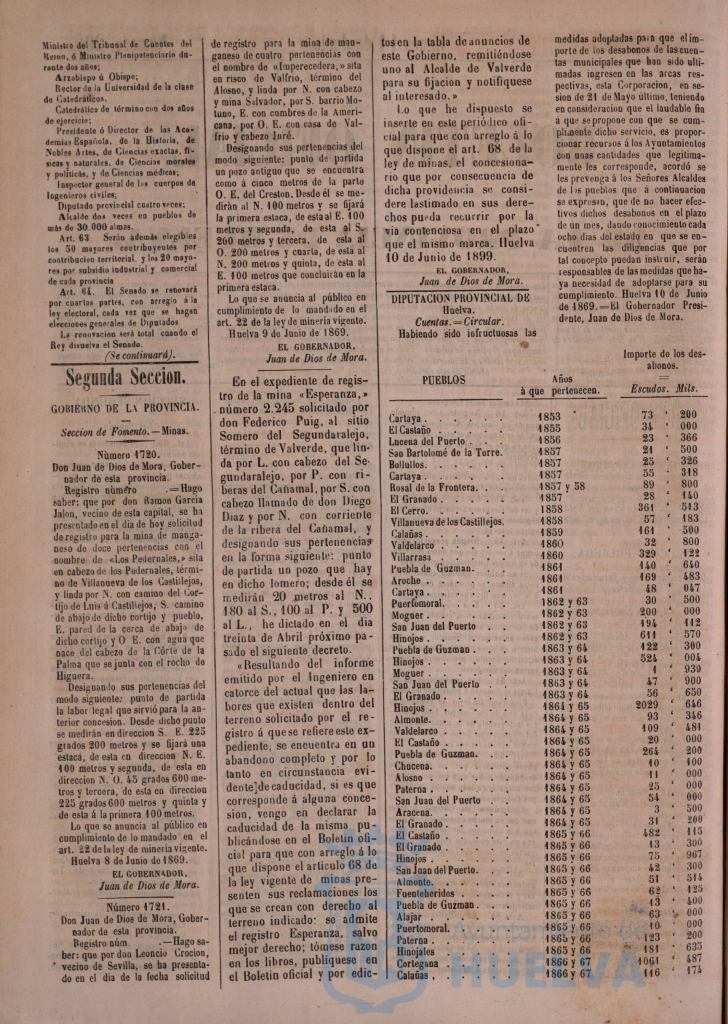 Ministro del Tribunal de Cuentes del
Reino, ó Ministro Plenipotenciario du-
rante dos años;
Arzobispo ú Obispo;
Rector de la Universidad de la clase
de Catedráticos.
Catedrático de término con dos años
de ejercicio;
Presidente ó Director de las Aca-
demias Española, de la Historia, de
Nobles Artes, de Ciencias exactas, fí-
sicas y naturales, de Ciencias morales
y políticas, y de Ciencias médicas;
Inspector general de los cuerpos de
Ingenieros civiles;
Diputado provincial cuatro veces;
Alcalde dos veces en pueblos de
más de 30.000 almas.
Art. 63 Serán además elegibles
los 50 mayores contribuyentes por
contribucion territorial, y los 20 mayo-
res por subsidio industrial y comercial
de cada provincia
Art. 64. El Senado se renovará
por cuartas partes, con arreglo á la
ley electoral, cada vez que se hagan
elecciones generales de Diputados
La renovacion será total cuando el
Rey disuelva el Senado.
(Se continuará).
Segunda Seccion.
GOBIERNO DE LA PROVINCIA.
Seccion de Fomento.—Minas.
Número 1720.
Don Juan de Dios de Mora, Gober-
nador de esta provincia.
Registro número .—Hago
saber: que por don Ramon Garcia
Jalon, vecino de esta capital, se ha
presentado en el dia de hoy solicitud
de registro para la mina de manga-
neso de doce pertenencias con el
nombre de «Los Pedernales,» sita
en cabezo de los Pedernales, térmi-
no de Villanueva de los Castillejos,
y linda por N. con camino del Cor-
tijo de Luis á Castillejos, S. camino
de abajo de dicho cortijo y pueblo,
E. pared de la cerca de abajo de
dicho cortijo y O E. con agua que
nace del cabezo de la Córte de la
Palma que se junta con el rocho de
Higuera.
Designando sus pertenencias del
modo siguiente: punto de partida
la labor legal que sirvió para la an-
terior concesion. Desde dicho punto
se medirán en direccion S. E. 225
grados 200 metros y se fijará una
estaca, de esta en direccion N. E.
100 metros y segunda, de esta en
direccion N. O. 45 grados 600 me-
tros y tercera, de esta en direccion
225 grados 600 metros y quinta y
de esta á la primera 100 metros.
Lo que se anuncia al público en
cumplimiento de lo mandado en el
art. 22 de la ley de mineria vigente.
Huelva 8 de Junio de 1869.
EL GOBERNADOR,
Juan de Dios de Mora.
Número 1721.
Don Juan de Dios de Mora, Gober-
nador de esta provincia.
Registro núm .—Hago sa-
ber: que por don Leoncio Crocion,
vecino de Sevilla, se ha presenta-
do en el dia de la fecha solicitud
de registro para la mina de man-
ganeso de cuatro pertenencias con
el nombre de «Imperecedera,» sita
en risco de Valfrio, término del
Alosno, y linda por N. con cabezo
y mina Salvador, por S. barrio Mo-
tuno, E. con cumbres de la Ameri-
cana, por O. E. con casa de Val-
frio y cabezo Juré.
Designando sus pertenencias del
modo siguiente: punto de partida
un pozo antiguo que se encuentra
como á cinco metros de la parte
O. E. del Creston. Desde él se me-
dirán al N. 100 metros y se fijará
la primera estaca, de esta al E. 100
metros y segunda, de esta al S.
200 metros y tercera, de esta al
O. 200 metros y cuarta, de esta al
N. 200 metros y quinta, de esta al
E. 100 metros que concluirán en la
primera estaca.
Lo que se anuncia al público en
cumplimiento de lo mandado en el
art. 22 de la ley de mineria vigente.
Huelva 9 de Junio de 1869.
EL GOBERNADOR,
Juan de Dios de Mora.
En el expediente de regis-
tro de la mina «Esperanza,»
número 2.245 solicitado por
don Federico Puig, al sitio
Somero del Segundaralejo,
término de Valverde, que lin-
da por L. con cabezo del Se-
gundaralejo, por P. con ri-
beras del Cañamal, por S. con
cabezo llamado de don Diego
Diaz y por N. con corriente
de la ribera del Cañamal, y
designando sus pertenencias
en la forma siguiente: punto
de partida un pozo que hay
en dicho lomero; desde él se
medirán 20 metros al N.,
180 al S., 100 al P. y 500
al L., he dictado en el dia
treinta de Abril próximo pa-
sado el siguiente decreto.
«Resultando del informe
emitido por el Ingeniero en
catorce del actual que las la-
bores que existen dentro del
terreno solicitado por el re-
gistro á que se refiere este ex-
pediente, se encuentra en un
abandono completo y por lo
tanto en circunstancia evi-
dente de caducidad, si es que
corresponde á alguna conce-
sion, vengo en declarar la
caducidad de la misma pu-
blicándose en el Boletin ofi-
cial para que con arreglo á lo
que dispone el artículo 68 de
la ley vigente de minas pre-
senten sus reclamaciones los
que se crean con derecho al
terreno indicado: se admite
el registro Esperanza, salvo
mejor derecho; tómese razon
en los libros, publíquese en
el Boletin oficial y por edic-
tos en la tabla de anuncios de
este Gobierno, remitiéndose
uno al Alcalde de Valverde
para su fijacion y notifíquese
al interesado.»
Lo que he dispuesto se
inserte en este periódico ofi-
cial para que con arreglo á lo
que dispone el art. 68 de la
ley de minas, el concesiona-
rio que por consecuencia de
dicha providencia se consi-
dere lastimado en sus dere-
chos pueda recurrir por la
via contenciosa en el plazo
que el mismo marca. Huelva
10 de Junio de 1899.
EL GOBERNADOR,
Juan de Dios de Mora.
DIPUTACION PROVINCIAL DE
Huelva.
Cuentas.—Circular.
Habiendo sido infructuosas las
medidas adoptadas para que el im-
porte de los desabonos de las cuen-
tas municipales que han sido ulti-
madas ingresen en las arcas res-
pectivas, esta Corporacion, en se-
sion de 21 de Mayo último, teniendo
en consideracion que el laudable fin
á que se propone con que se cum-
plimente dicho servicio, es propor-
cionar recursos á los Ayuntamientos
con unas cantidades que legítima-
mente les corresponde, acordó se
les prevenga á los Señores Alcaldes
de los pueblos que á continuacion
se expresan, que de no hacer efec-
tivos dichos desabonos en el plazo
de un mes, dando conocimiento cada
ocho dias del estado en que se en-
cuentren las diligencias que por
tal concepto puedan instruir, serán
responsables de las medidas que ha-
ya necesidad de adoptarse para su
cumplimiento. Huelva 10 de Junio
de 1869.—El Gobernador Presi-
dente, Juan de Dios de Mora.
PUEBLOS Años á que pertenecen. Importe de los des-abonos. Escudos. Mils.
Cartaya 1853 73 200
El Castaño 1855 34 000
Lucena del Puerto 1856 23 366
San Bartolomé de la Torre. 1857 21 500
Bollullos. 1857 25 326
Cartaya 1857 55 318
Rosal de la Frontera. 1857 y 58 89 800
El Granado 1857 28 140
El Cerro. 1858 361 513
Villanueva de los Castillejos. 1858 57 183
Calañas. 1859 161 500
Valdelarco 1860 32 800
Villarrasa 1860 329 122
Puebla de Guzman. 1861 140 640
Aroche 1861 169 483
Cartaya 1861 48 047
Puertomoral. 1862 y 63 30 500
Moguer 1862 y 63 200 000
San Juan del Puerto 1862 y 63 194 112
Hinojos 1862 y 63 611 570
Puebla de Guzman 1863 y 64 122 300
Hinojos 1863 y 64 524 004
Moguer 1863 y 64 1 939
San Juan del Puerto 1863 y 64 47 900
El Granado 1863 y 64 56 650
Hinojos 1864 y 65 2029 646
Almonte. 1864 y 65 93 346
Valdelarco 1864 y 65 109 481
El Castaño 1864 y 65 20 000
Puebla de Guzman. 1864 y 65 264 200
Chucena. 1864 y 65 10 100
Alosno 1864 y 65 11 000
Paterna 1864 y 65 25 000
San Juan del Puerto 1864 y 65 54 000
Aracena. 1864 y 65 3 500
El Granado 1864 y 65 31 200
El Castaño 1865 y 66 482 115
El Granado 1865 y 66 13 300
Hinojos 1865 y 66 75 967
San Juan del Puerto. 1865 y 66 42 300
Almonte. 1865 y 66 51 514
Fuenteheridos 1865 y 66 62 125
Puebla de Guzman 1865 y 66 13 400
Alajar 1865 y 66 63 000
Puertomoral. 1865 y 66 10 000
Paterna 1865 y 66 123 200
Hinojales 1865 y 66 181 635
Cortegana 1866 y 67 1061 487
Calañas. 1866 y 67 116 174
Ayuntamiento de
HUELVA